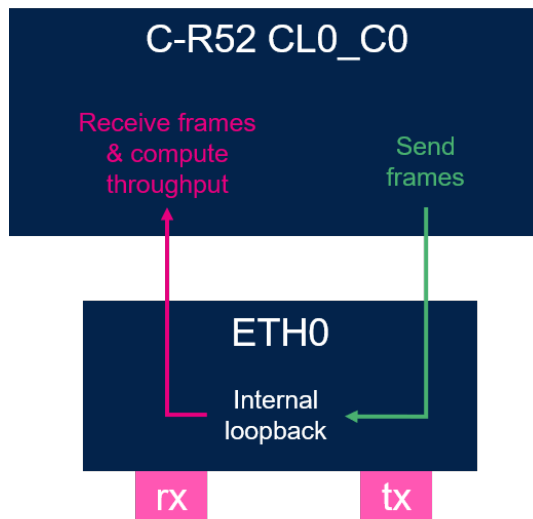 C-R52 CL0_C0
Receive frames
& compute
throughput
Send
frames
ETH0
Internal
loopback
rx
tx